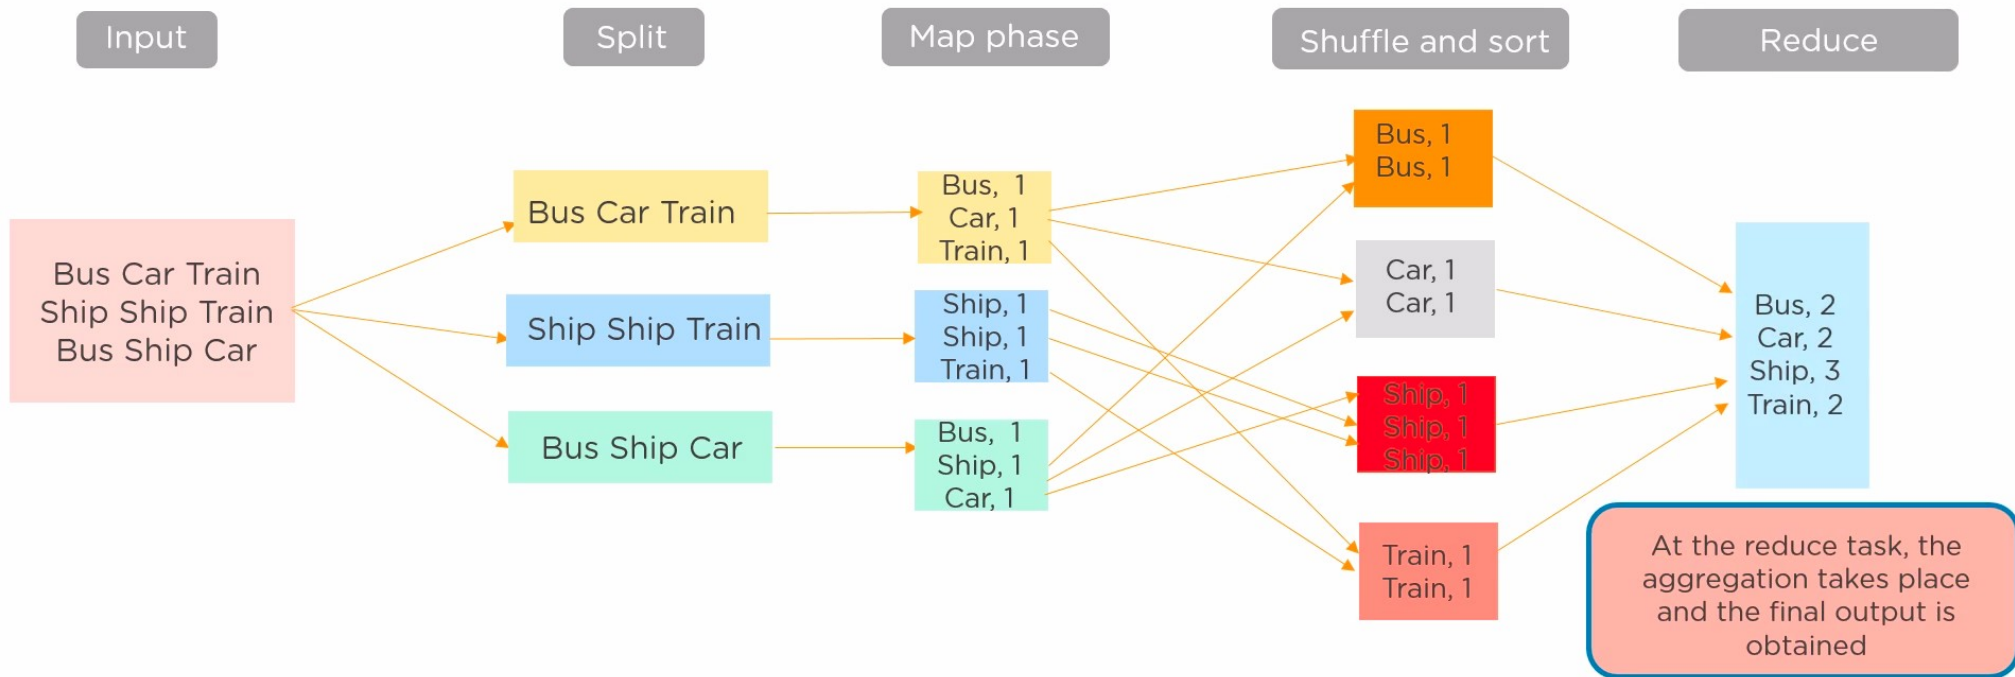 Input
Split
Map phase
Shuffle and sort
Reduce
Bus Car Train
Ship Ship Train
Bus Ship Car
Bus Car Train
Ship Ship Train
Bus Ship Car
Bus, 1
Car, 1
Train, 1
Ship, 1
Ship, 1
Train, 1
Bus, 1
Ship, 1
Car, 1
Bus, 1
Bus, 1
Car, 1
Car, 1
Ship, 1
Ship, 1
Ship, 1
Train, 1
Train, 1
Bus, 2
Car, 2
Ship, 3
Train, 2
At the reduce task, the
aggregation takes place
and the final output is
obtained